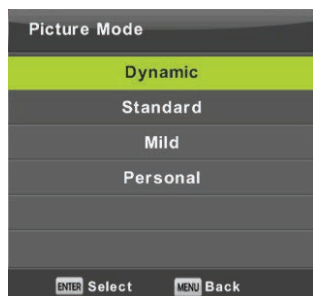 Picture Mode
Dynamic
Standard
Mild
Personal
ENTER Select MENU Back